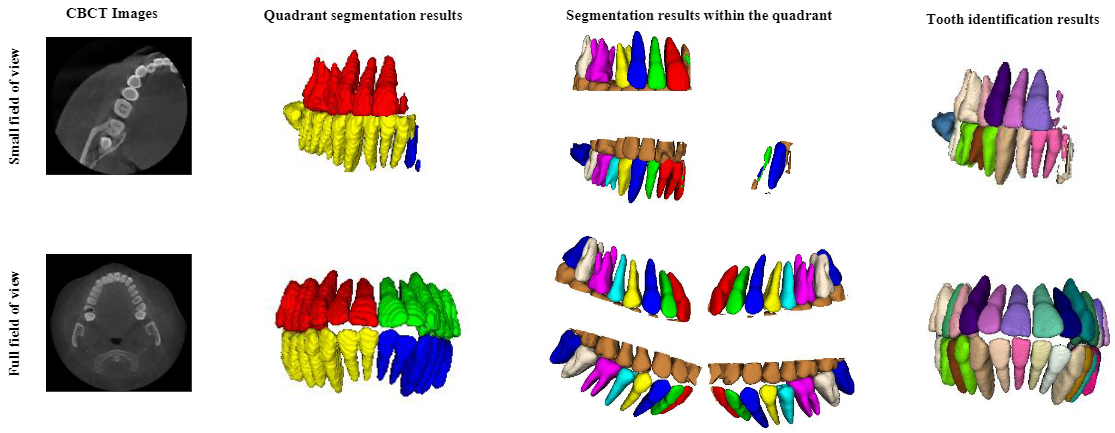 CBCT Images
Quadrant segmentation results
Segmentation results within the quadrant
Tooth identification results
Small field of view
Full field of view